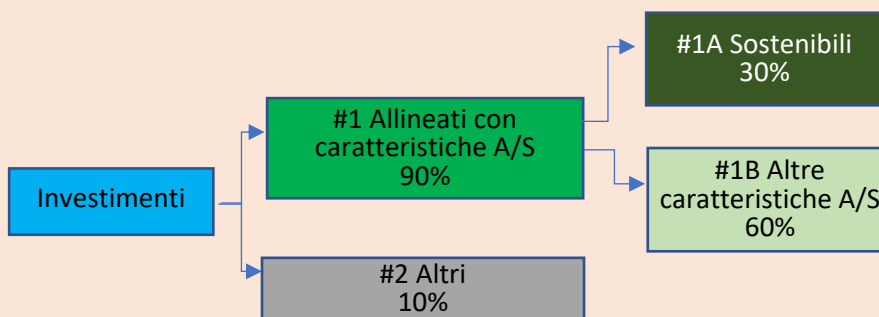 Investimenti
#1 Allineati con
caratteristiche A/S
90%
#2 Altri
10%
#1A Sostenibili
30%
#1B Altre
caratteristiche A/S
60%